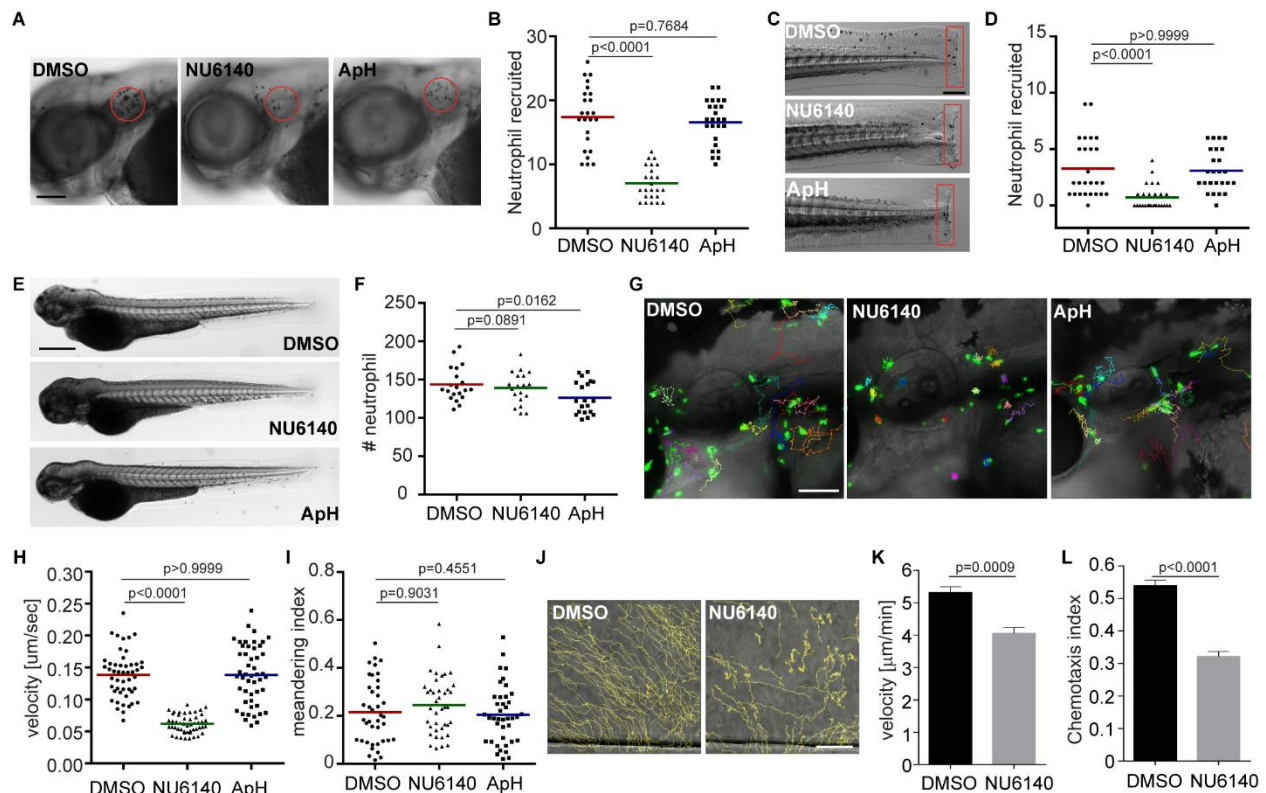 A
DMSO
NU6140
ApH
B
Neutrophil recruited
30
20
10
0
p=0.7684
p<0.0001
DMSO NU6140 ApH
C
DMSO
NU6140
ApH
D
Neutrophil recruited
15
10
5
0
p>0.9999
p<0.0001
DMSO NU6140 ApH
E
DMSO
NU6140
ApH
F
# neutrophil
250
200
150
100
50
0
p=0.0162
p=0.0891
DMSO NU6140 ApH
G
DMSO
NU6140
ApH
H
velocity [um/sec]
0.30
0.25
0.20
0.15
0.10
0.05
0.00
p>0.9999
p<0.0001
DMSO NU6140 ApH
I
meandering index
0.8
0.6
0.4
0.2
0.0
p=0.4551
p=0.9031
DMSO NU6140 ApH
J
DMSO
NU6140
K
velocity [μm/min]
6
5
4
3
2
1
0
p=0.0009
DMSO NU6140
L
Chemotaxis index
0.6
0.5
0.4
0.3
0.2
0.1
0
p<0.0001
DMSO NU6140